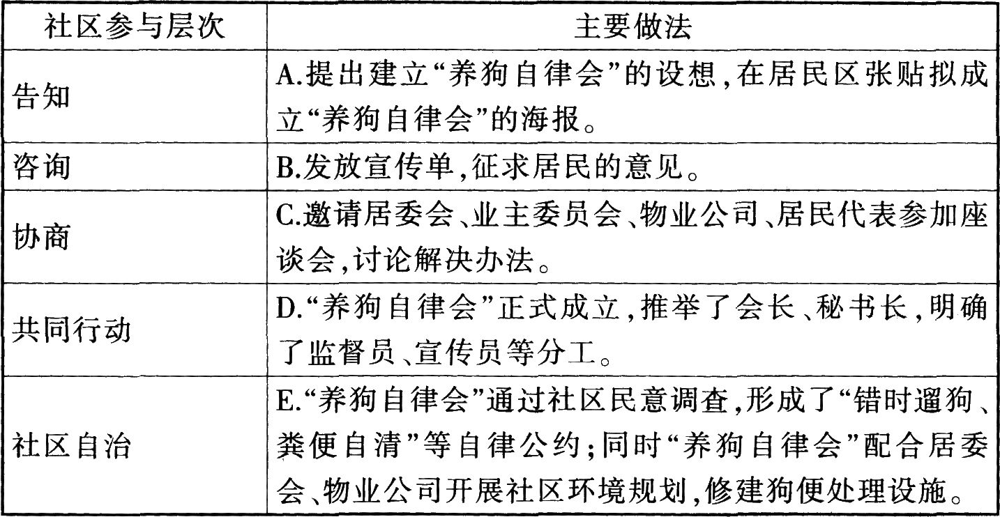 社区参与层次 主要做法
告知
A.提出建立“养狗自律会”的设想,在居民区张贴拟成
立“养狗自律会”的海报。
咨询 B.发放宣传单,征求居民的意见。
协商
C.邀请居委会、业主委员会、物业公司、居民代表参加座
谈会,讨论解决办法。
共同行动
D.“养狗自律会”正式成立,推举了会长、秘书长,明确
了监督员、宣传员等分工。
社区自治
E.“养狗自律会”通过社区民意调查,形成了“错时遛狗、
粪便自清”等自律公约;同时“养狗自律会”配合居委
会、物业公司开展社区环境规划,修建狗便处理设施。